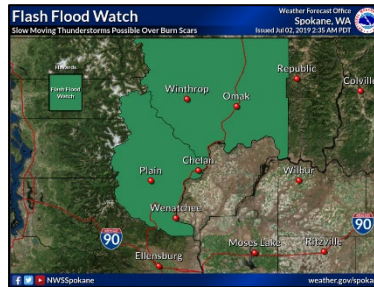 Flash Flood Watch
Slow Moving Thunderstorms Possible Over Burn Scars
Weather Forecast Office
Spokane, WA
Issued Jul 02, 2019 2:35 AM PDT
Hazards
Flash Flood
Watch
Republic
Colville
Winthrop
Omak
Chelan
Plain
Wilbur
Wenatchee
90
90
Moses Lake
Ritzville
Ellensburg
NWSSpokane
weather.gov/spoka